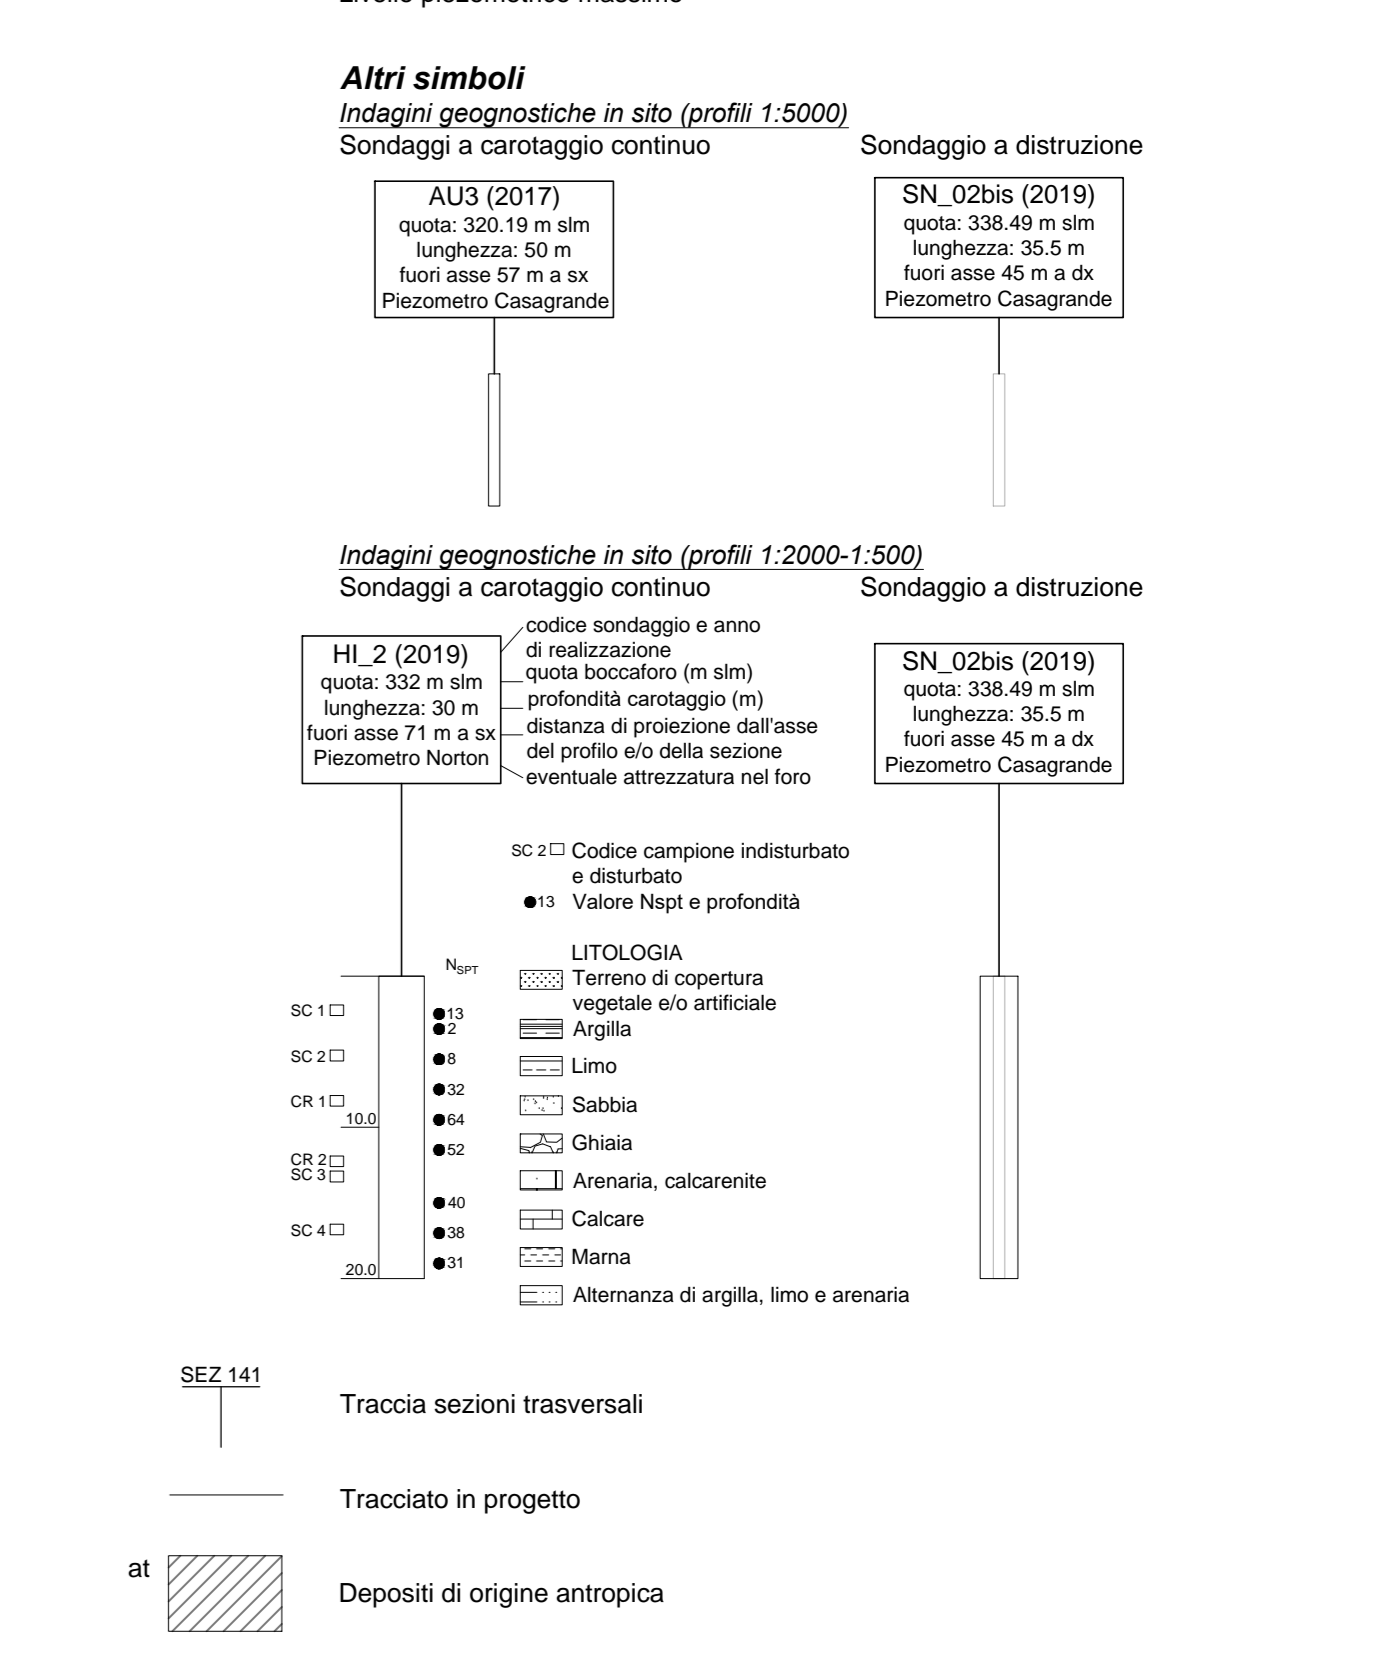 Livello piezometrico massimo
Altri simboli
Indagini geognostiche in sito (profili 1:5000)
Sondaggi a carotaggio continuo
Sondaggio a distruzione
AU3 (2017)
quota: 320.19 m slm
lunghezza: 50 m
fuori asse 57 m a sx
Piezometro Casagrande
SN_02bis (2019)
quota: 338.49 m slm
lunghezza: 35.5 m
fuori asse 45 m a dx
Piezometro Casagrande
Indagini geognostiche in sito (profili 1:2000-1:500)
Sondaggi a carotaggio continuo
Sondaggio a distruzione
HI_2 (2019)
quota: 332 m slm
lunghezza: 30 m
fuori asse 71 m a sx
Piezometro Norton
codice sondaggio e anno
di realizzazione
quota boccaforo (m slm)
profondità carotaggio (m)
distanza di proiezione dall'asse
del profilo e/o della sezione
eventuale attrezzatura nel foro
SN_02bis (2019)
quota: 338.49 m slm
lunghezza: 35.5 m
fuori asse 45 m a dx
Piezometro Casagrande
SC 2 Codice campione indisturbato
e disturbato
13 Valore Nspt e profondità
SC 1
SC 2
CR 1
10.0
CR 2
SC 3
SC 4
20.0
NSPT
13
2
8
32
64
52
40
38
31
LITOLOGIA
Terreno di copertura
vegetale e/o artificiale
Argilla
Limo
Sabbia
Ghiaia
Arenaria, calcarenite
Calcare
Marna
Alternanza di argilla, limo e arenaria
SEZ 141
Traccia sezioni trasversali
Tracciato in progetto
at
Depositi di origine antropica